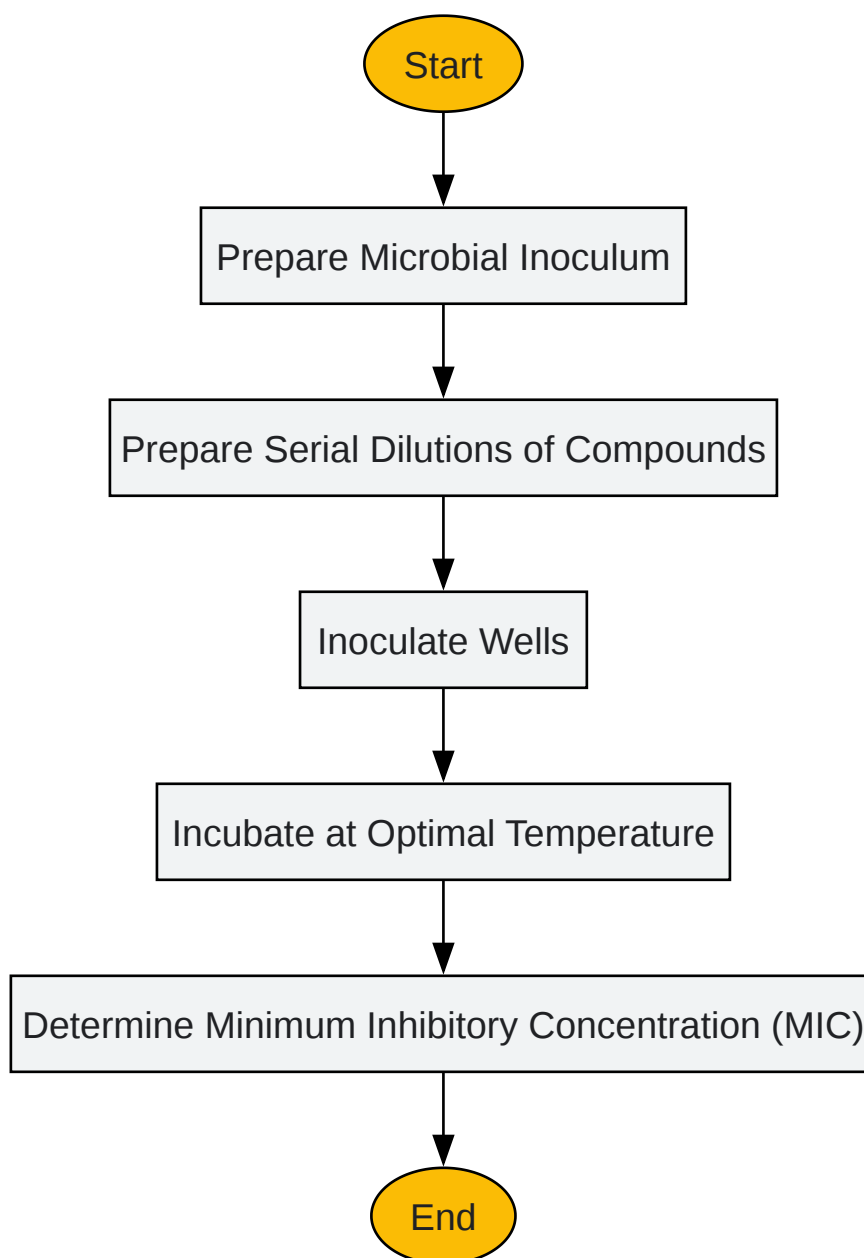 Start
Prepare Microbial Inoculum
Prepare Serial Dilutions of Compounds
Inoculate Wells
Incubate at Optimal Temperature
Determine Minimum Inhibitory Concentration (MIC)
End